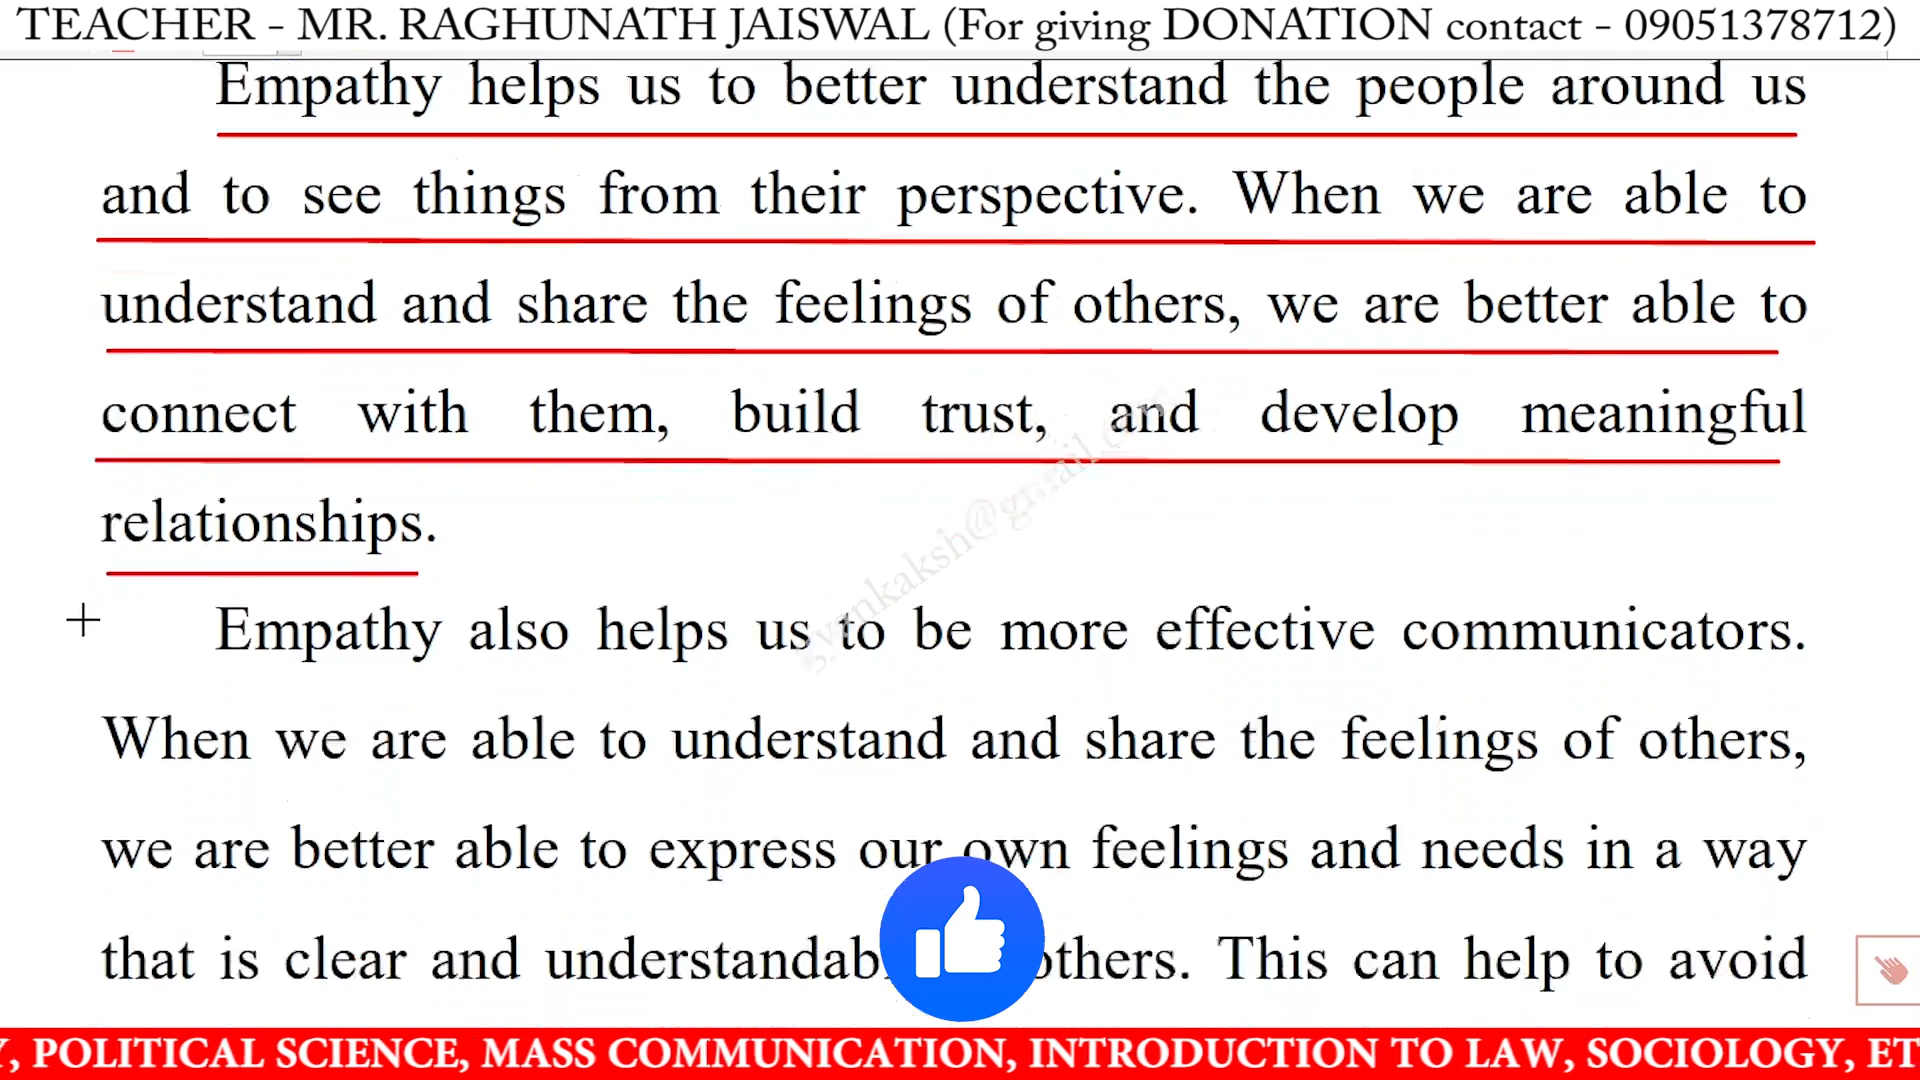 TEACHER - MR. RAGHUNATH JAISWAL (For giving DONATION contact - 09051378712)
Empathy helps us to better understand the people around us
and to see things from their perspective. When we are able to
understand and share the feelings of others, we are better able to
connect with them, build trust, and develop meaningful
relationships.
gyankaksh@gmail.com
Empathy also helps us to be more effective communicators.
When we are able to understand and share the feelings of others,
we are better able to express our own feelings and needs in a way
that is clear and others. This can help to avoid
, POLITICAL SCIENCE, MASS COMMUNICATION, INTRODUCTION TO LAW, SOCIOLOGY, ET